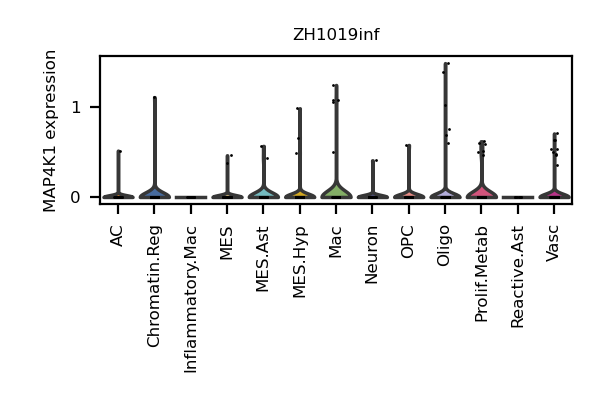 ZH1019inf
MAP4K1 expression
1
0
AC
Chromatin.Reg
Inflammatory.Mac
MES
MES.Ast
MES.Hyp
Mac
Neuron
OPC
Oligo
Prolif.Metab
Reactive.Ast
Vasc